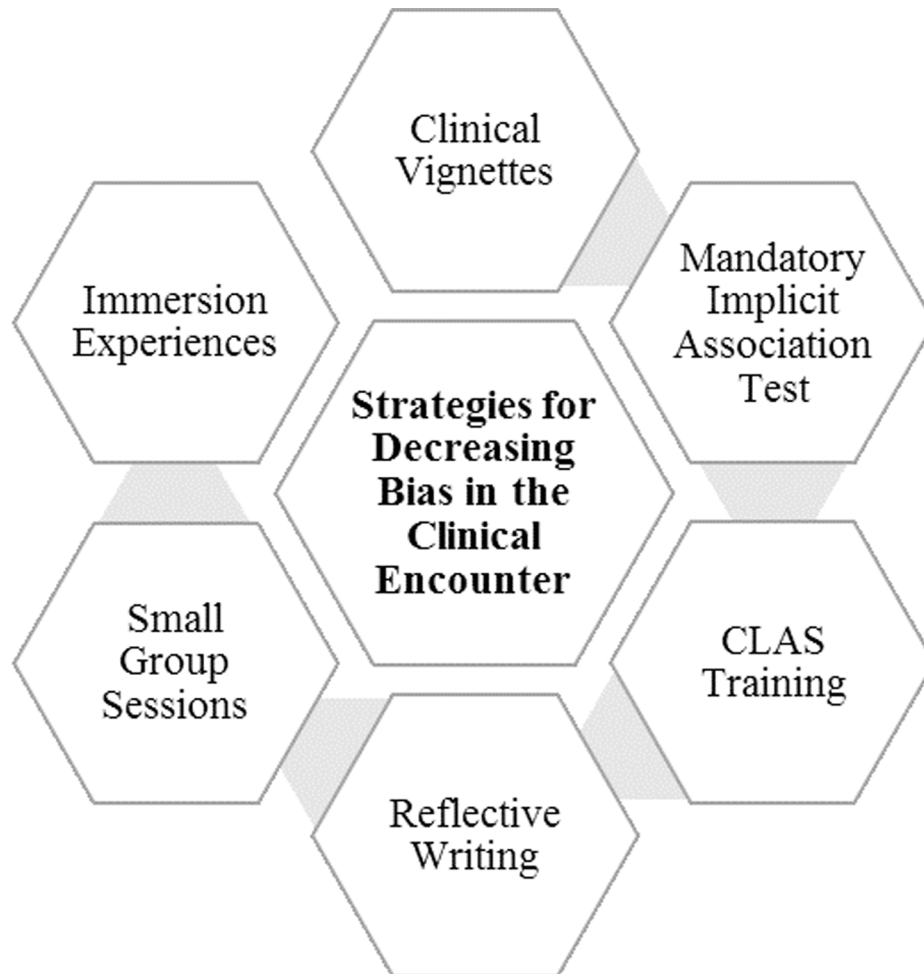 Clinical
Vignettes
Mandatory
Implicit
Association
Test
CLAS
Training
Reflective
Writing
Small
Group
Sessions
Immersion
Experiences
Strategies for
Decreasing
Bias in the
Clinical
Encounter